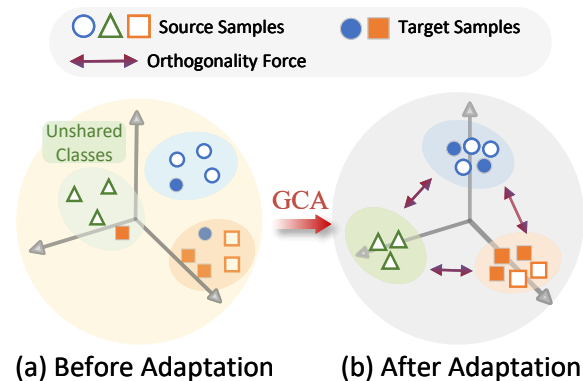 Source Samples
Target Samples
Orthogonality Force
Unshared
Classes
GCA
(a) Before Adaptation
(b) After Adaptation